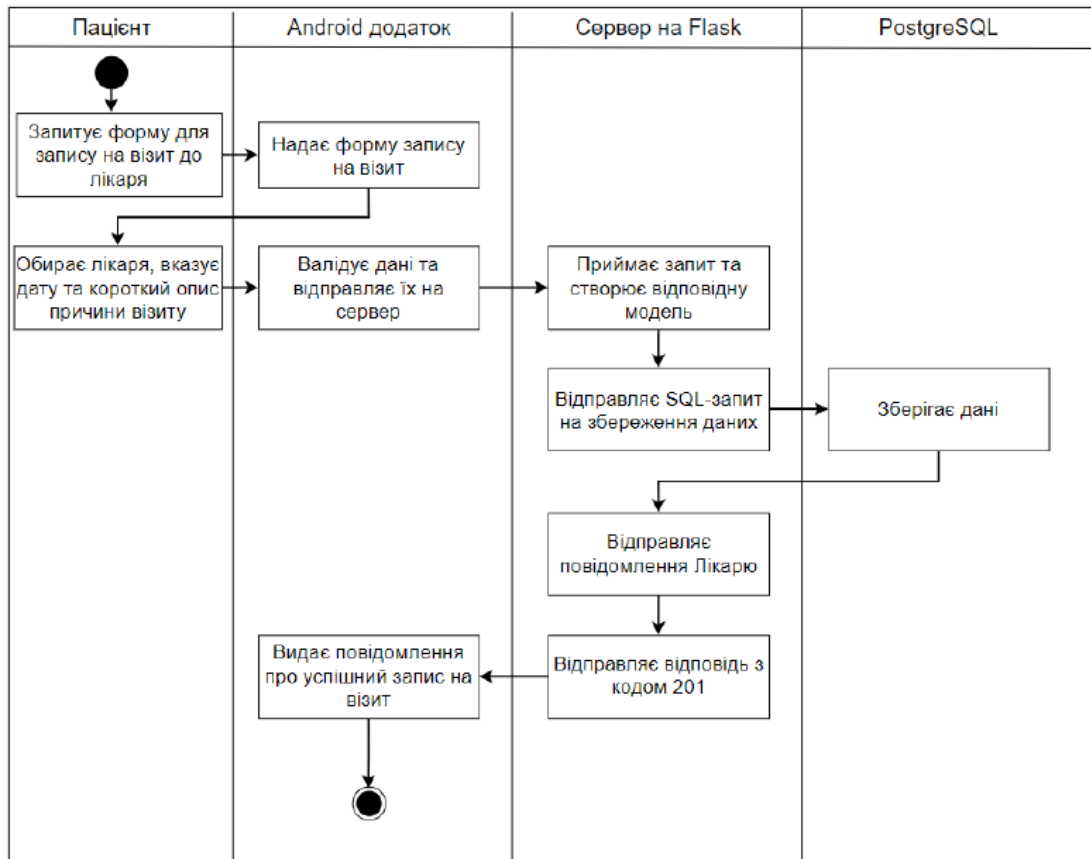 Пацієнт
Android додаток
Сервер на Flask
PostgreSQL
Запитує форму для
запису на візит до
лікаря
Надає форму запису
на візит
Обирає лікаря, вказує
дату та короткий опис
причини візиту
Валідує дані та
відправляє їх на
сервер
Приймає запит та
створює відповідну
модель
Відправляє SQL-запит
на збереження даних
Зберігає дані
Відправляє
повідомлення Лікарю
Видає повідомлення
про успішний запис на
візит
Відправляє відповідь з
кодом 201